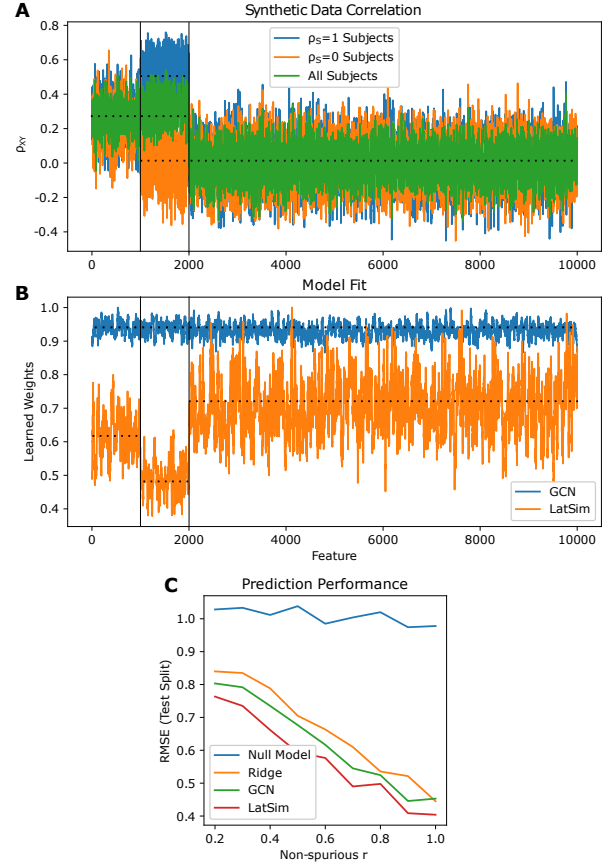 A
Synthetic Data Correlation
ρS=1 Subjects
ρS=0 Subjects
All Subjects
ρXY
0.8
0.6
0.4
0.2
0.0
−0.2
−0.4
0 2000 4000 6000 8000 10000
B
Model Fit
Learned Weights
1.0
0.9
0.8
0.7
0.6
0.5
0.4
GCN
LatSim
0 2000 4000 6000 8000 10000
Feature
C
Prediction Performance
RMSE (Test Split)
1.0
0.9
0.8
0.7
0.6
0.5
0.4
Null Model
Ridge
GCN
LatSim
0.2 0.4 0.6 0.8 1.0
Non-spurious r